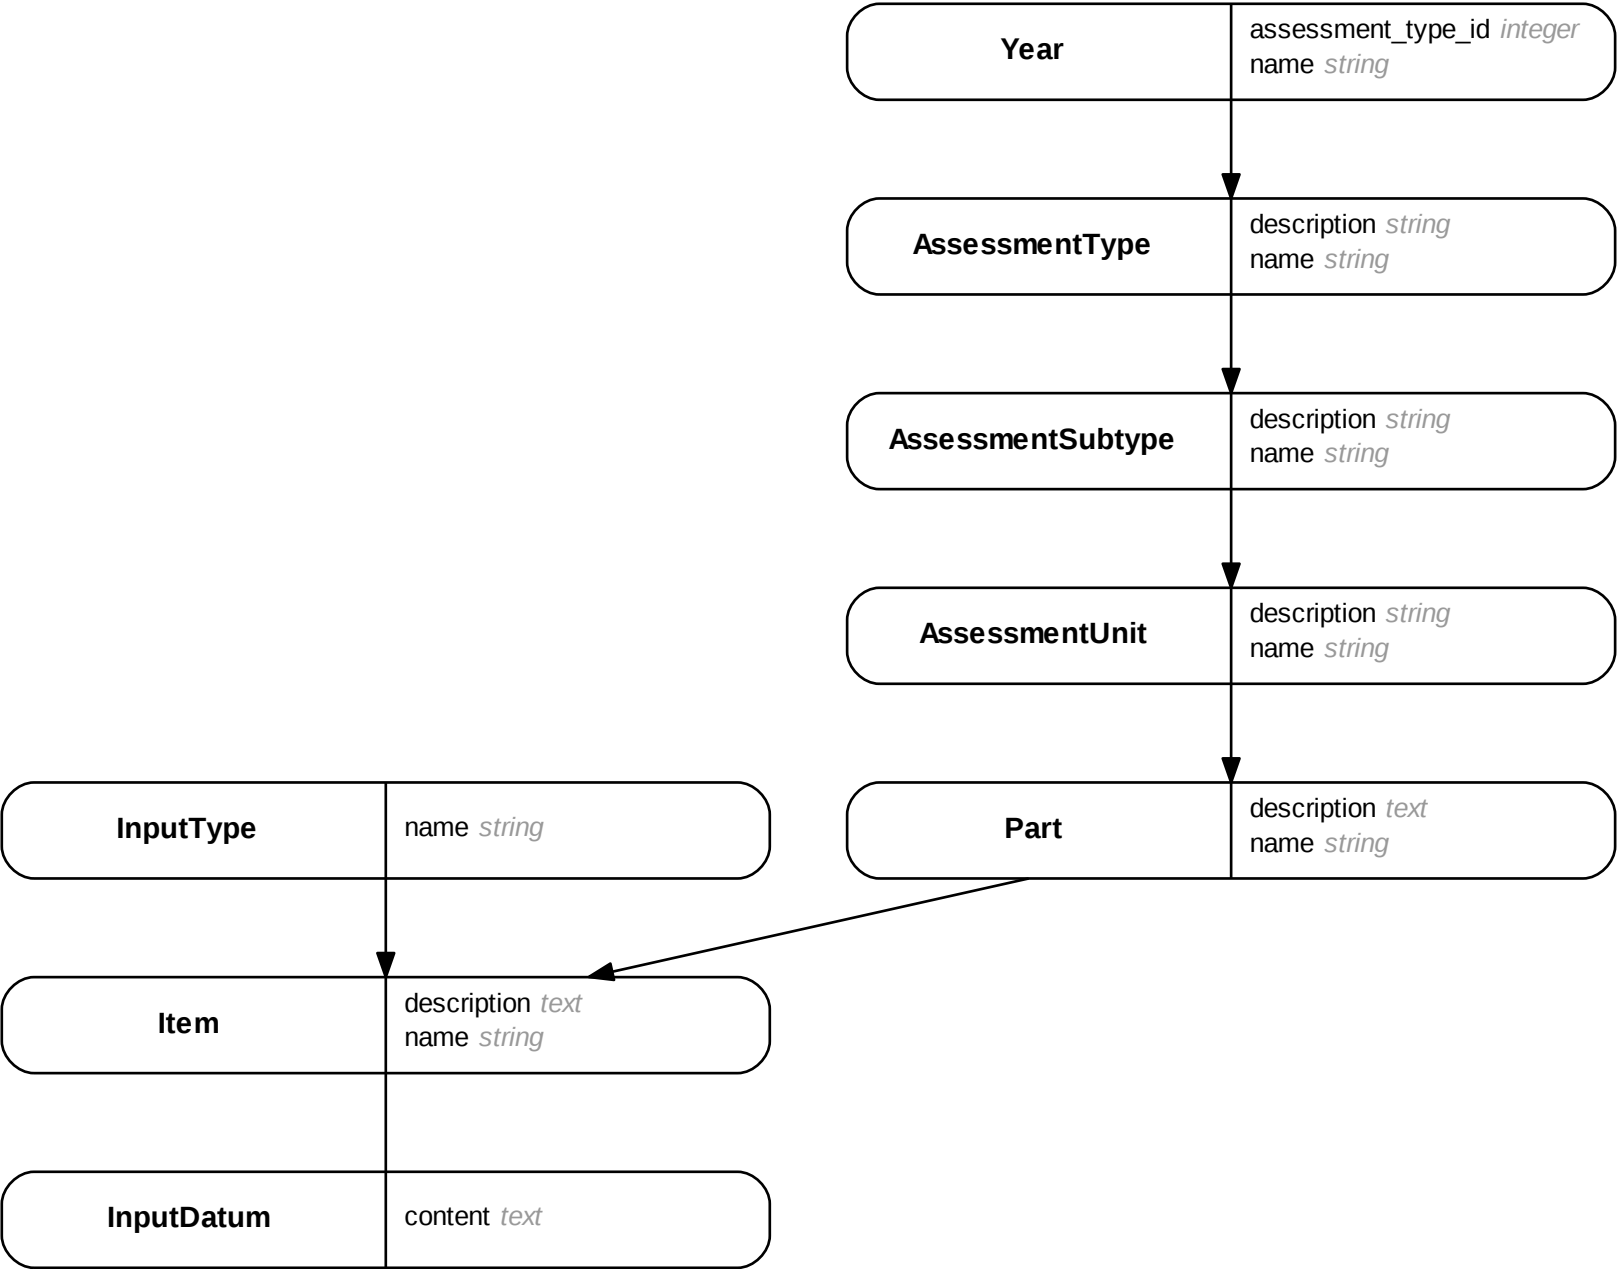 Year
assessment_type_id integer
name string
AssessmentType
description string
name string
AssessmentSubtype
description string
name string
AssessmentUnit
description string
name string
InputType
name string
Part
description text
name string
Item
description text
name string
InputDatum
content text